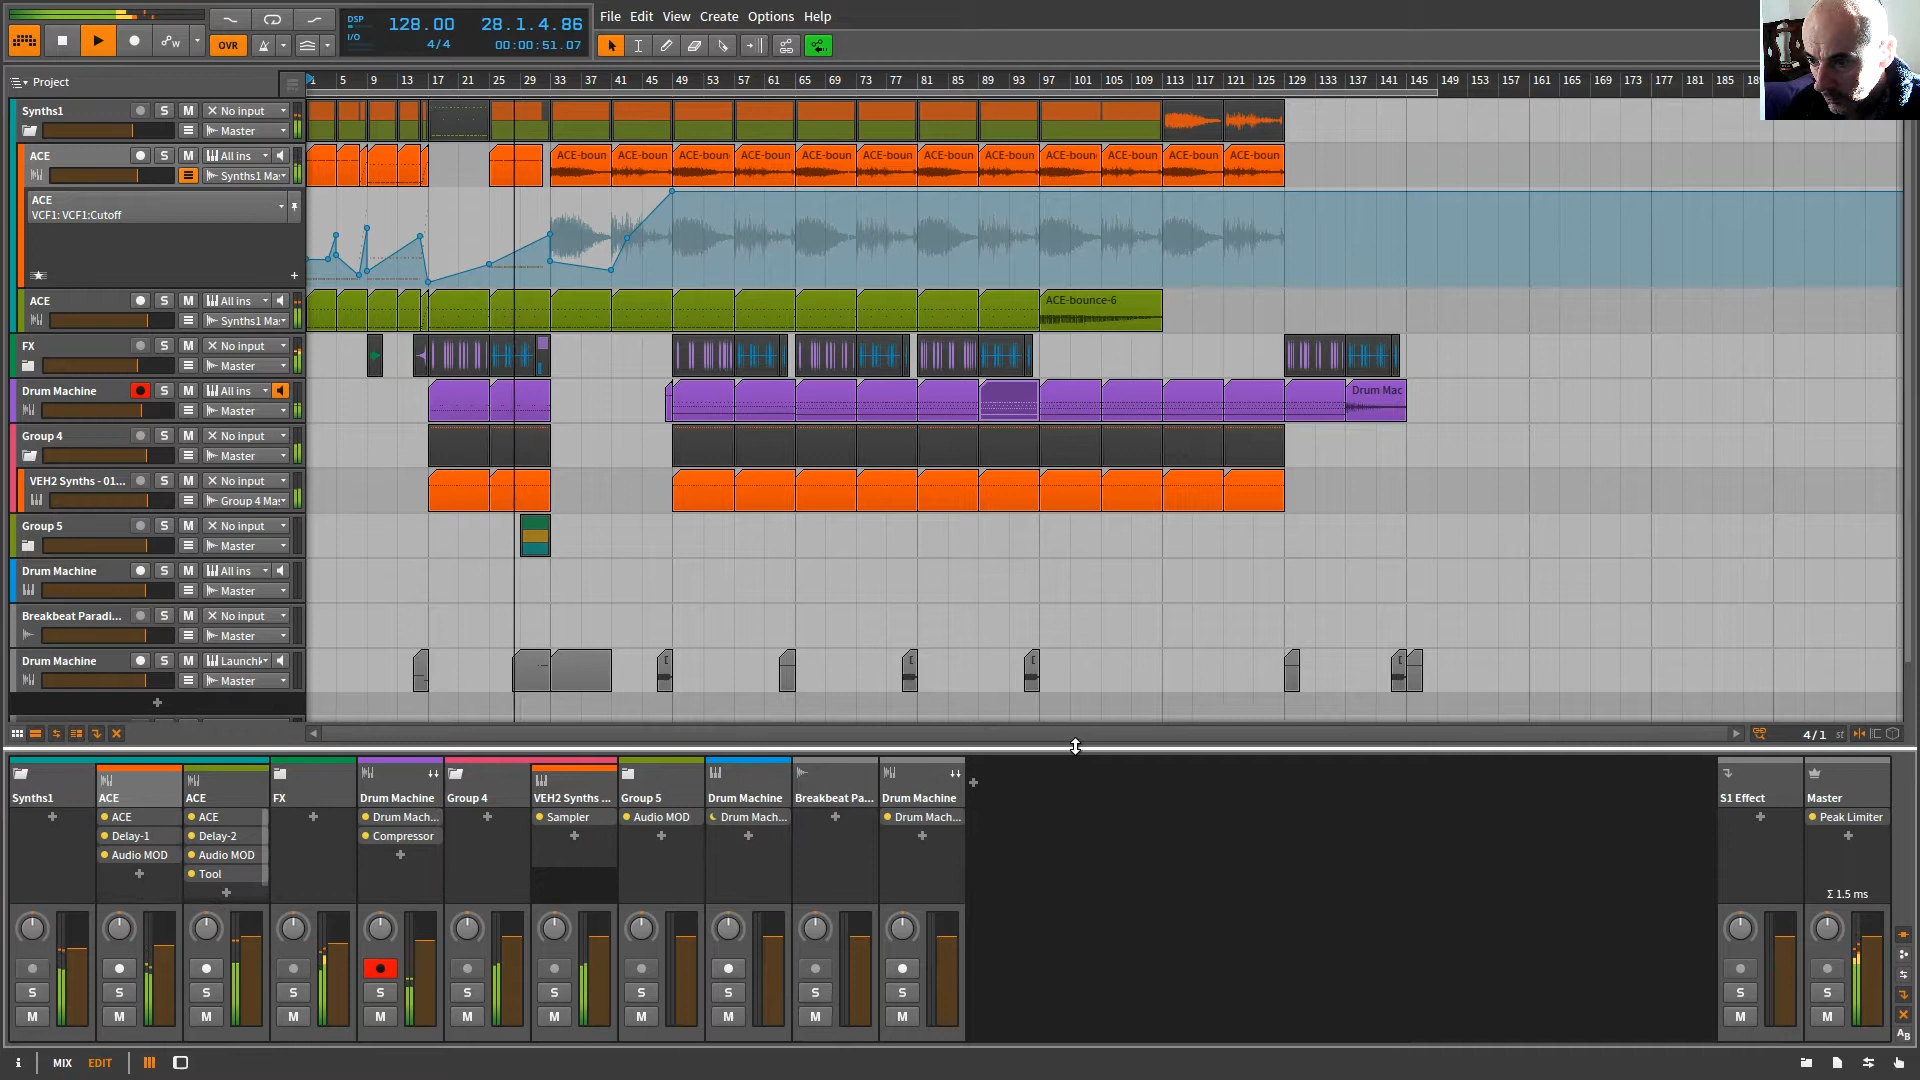 DSP
I/O
128.00
4/4
28.1.4.86
00:00:51.07
File Edit View Create Options Help
OVR
Project
1 5 9 13 17 21 25 29 33 37 41 45 49 53 57 61 65 69 73 77 81 85 89 93 97 101 105 109 113 117 121 125 129 133 137 141 145 149 153 157 161 165 169 173 177 181 185
Synths1 S M No input
Master
ACE S M All ins
Synths1 Ma
ACE-boun ACE-boun ACE-boun ACE-boun ACE-boun ACE-boun ACE-boun ACE-boun ACE-boun ACE-boun ACE-boun ACE-boun
ACE
VCF1: VCF1:Cutoff
ACE S M All ins
Synths1 Ma
ACE-bounce-6
FX S M No input
Master
Drum Machine S M All ins
Master
Drum Mac
Group 4 S M No input
Master
VEH2 Synths - 01... S M No input
Group 4 Ma
Group 5 S M No input
Master
Drum Machine S M All ins
Master
Breakbeat Paradi... S M No input
Master
Drum Machine S M Launchk
Master
4/1 st
Synths1 ACE ACE FX Drum Machine Group 4 VEH2 Synths ... Group 5 Drum Machine Breakbeat Pa... Drum Machine S1 Effect Master
ACE ACE Drum Mach... Sampler Audio MOD Drum Mach... Drum Mach... Peak Limiter
Delay-1 Delay-2 Compressor
Audio MOD Audio MOD
Tool
Σ 1.5 ms
S S S S S S S S S S S S S
M M M M M M M M M M M M M
AB
i MIX EDIT